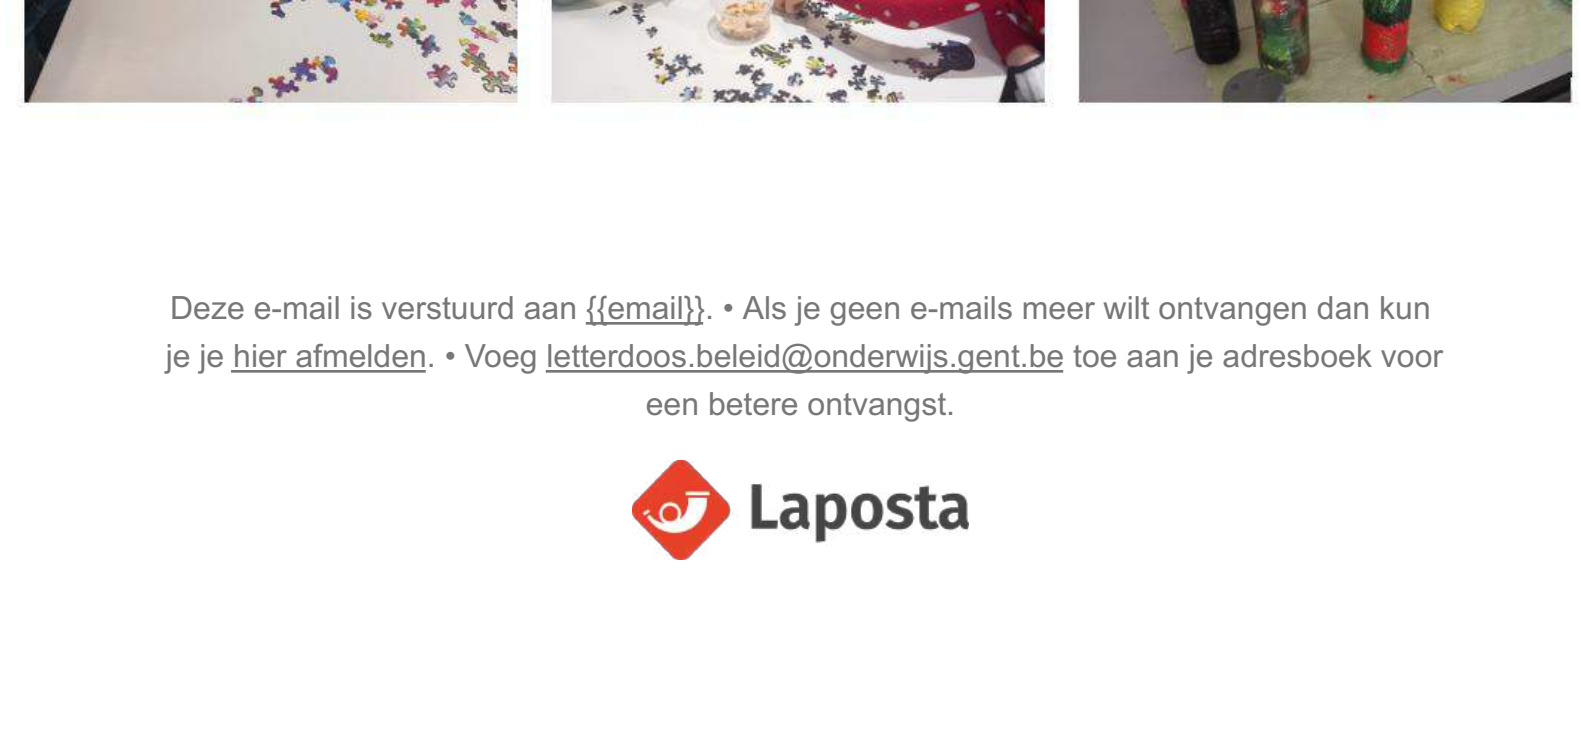 Deze e-mail is verstuurd aan {{email}}. • Als je geen e-mails meer wilt ontvangen dan kun
je je hier afmelden. • Voeg letterdoos.beleid@onderwijs.gent.be toe aan je adresboek voor
een betere ontvangst.
Laposta